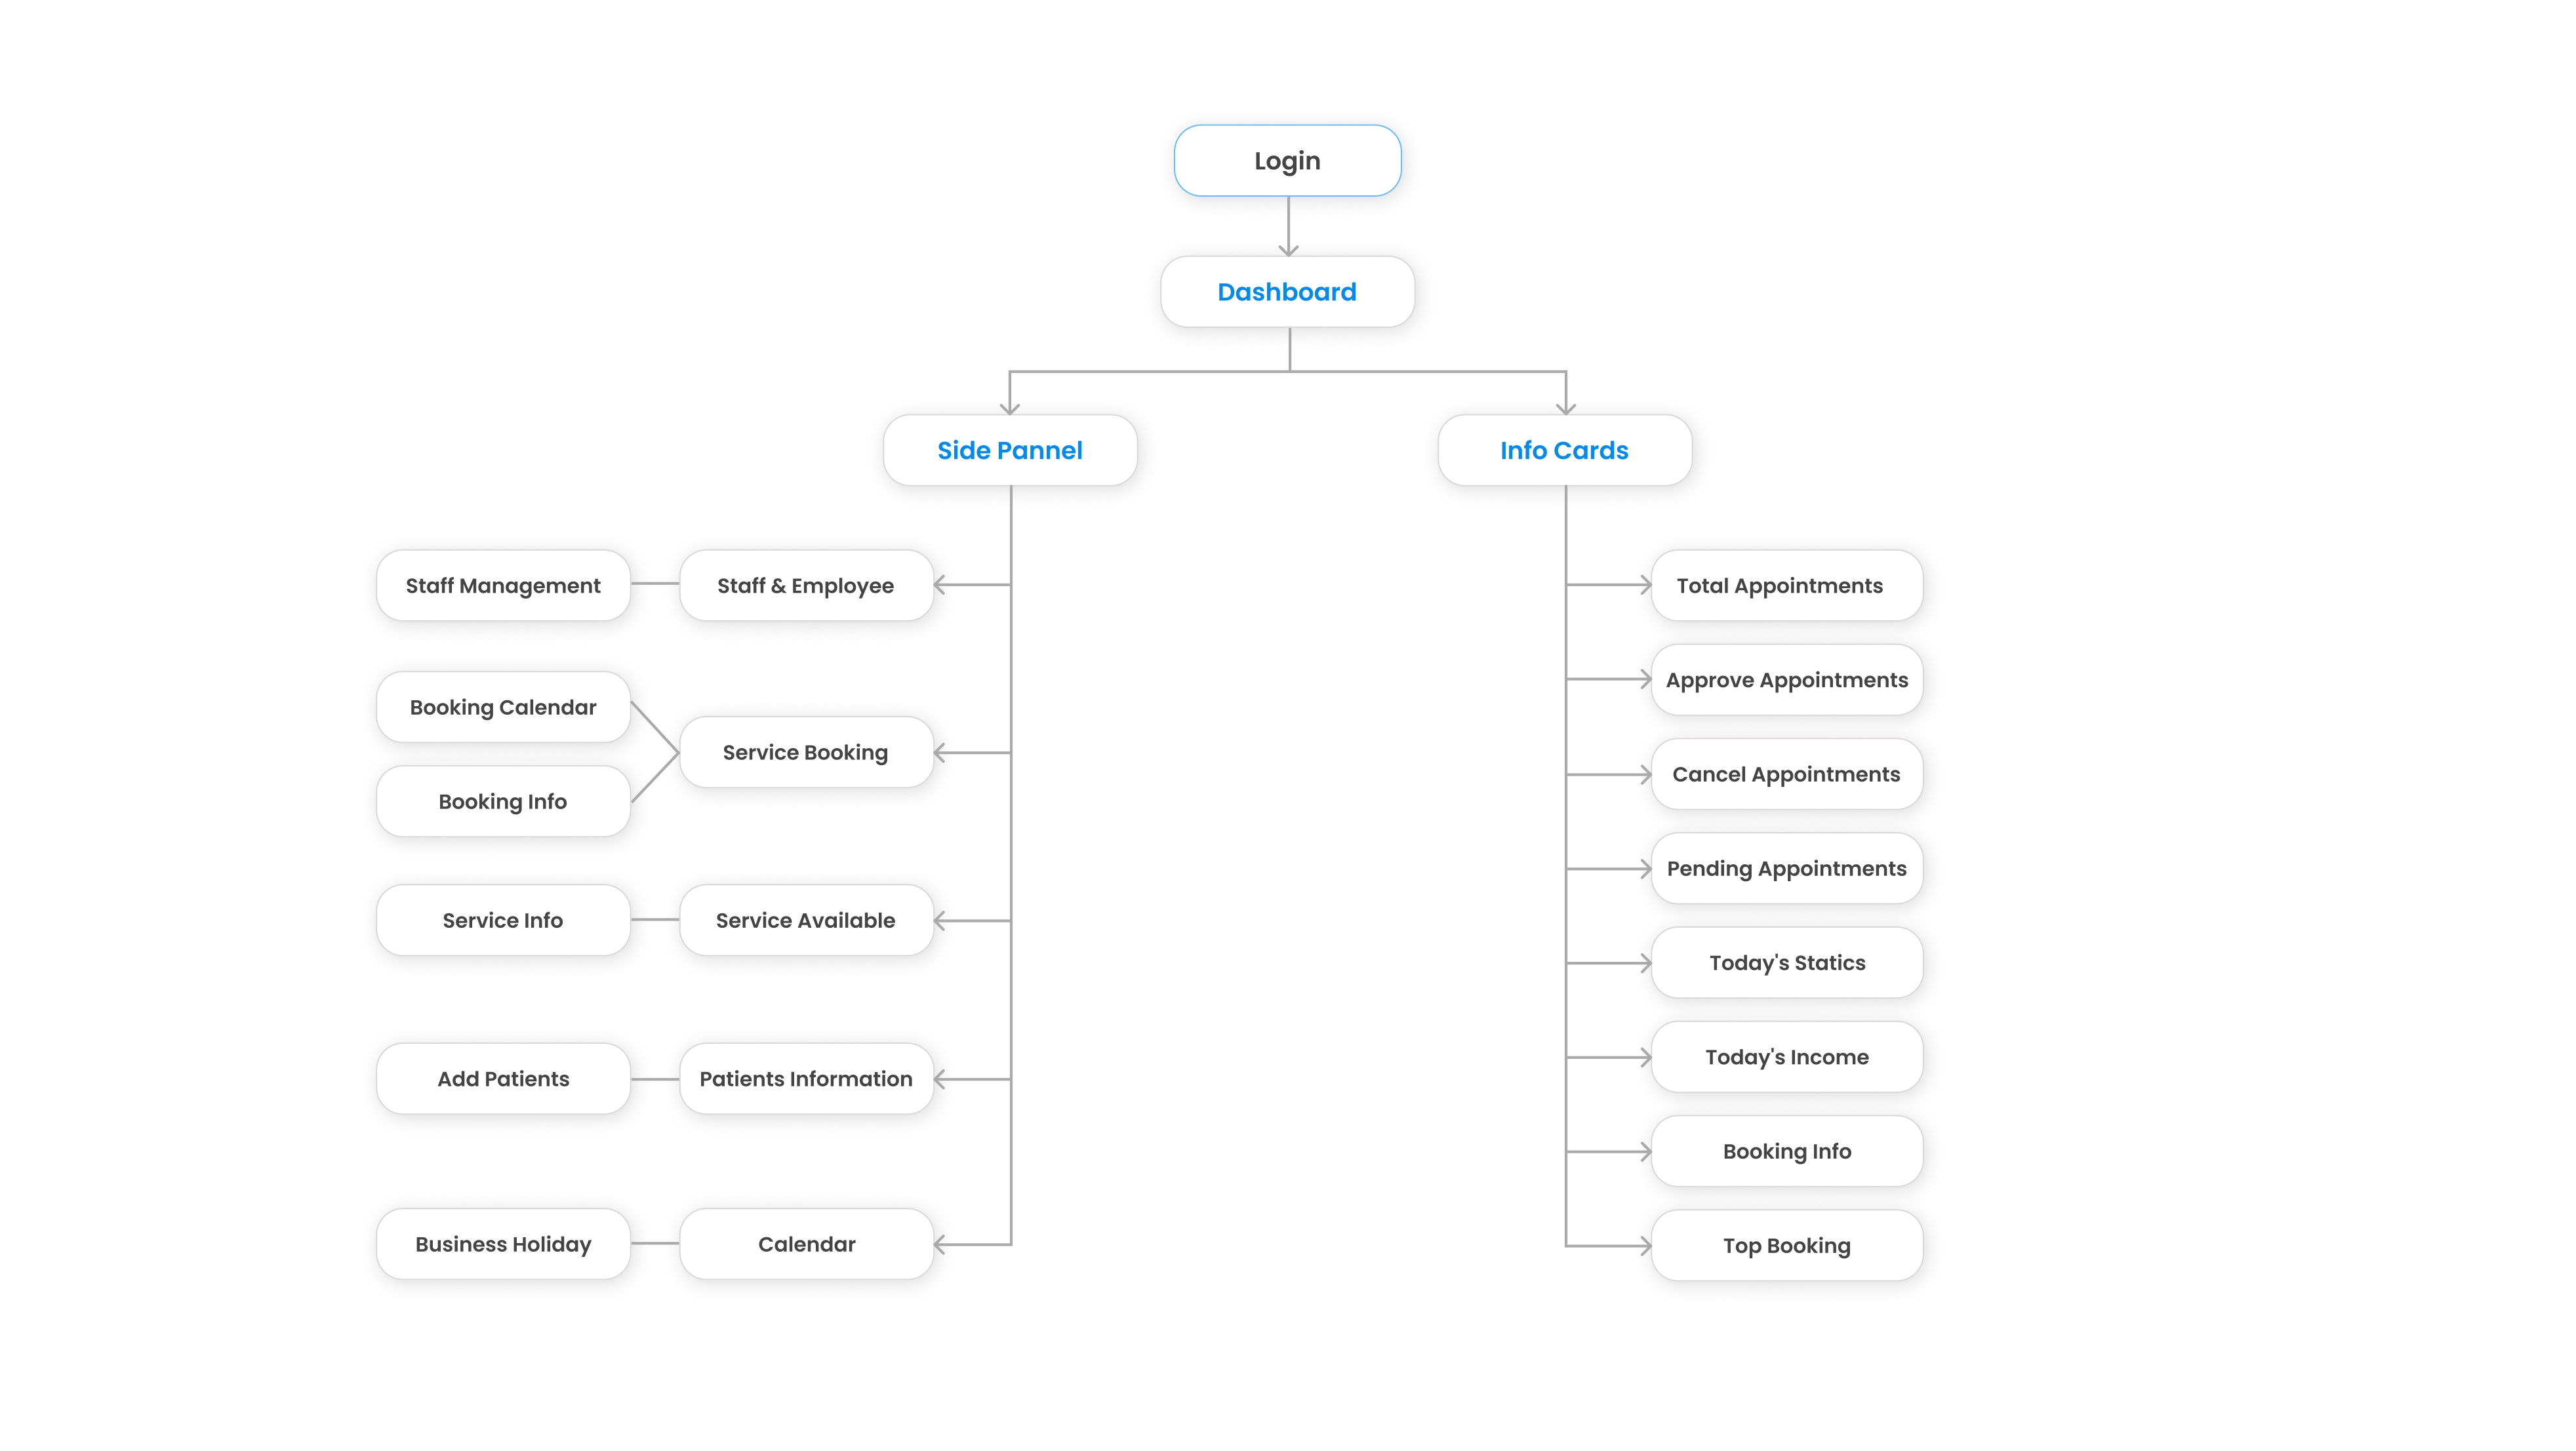 Login
Dashboard
Side Pannel
Info Cards
Staff Management
Staff & Employee
Booking Calendar
Service Booking
Booking Info
Service Info
Service Available
Add Patients
Patients Information
Business Holiday
Calendar
Total Appointments
Approve Appointments
Cancel Appointments
Pending Appointments
Today's Statics
Today's Income
Booking Info
Top Booking